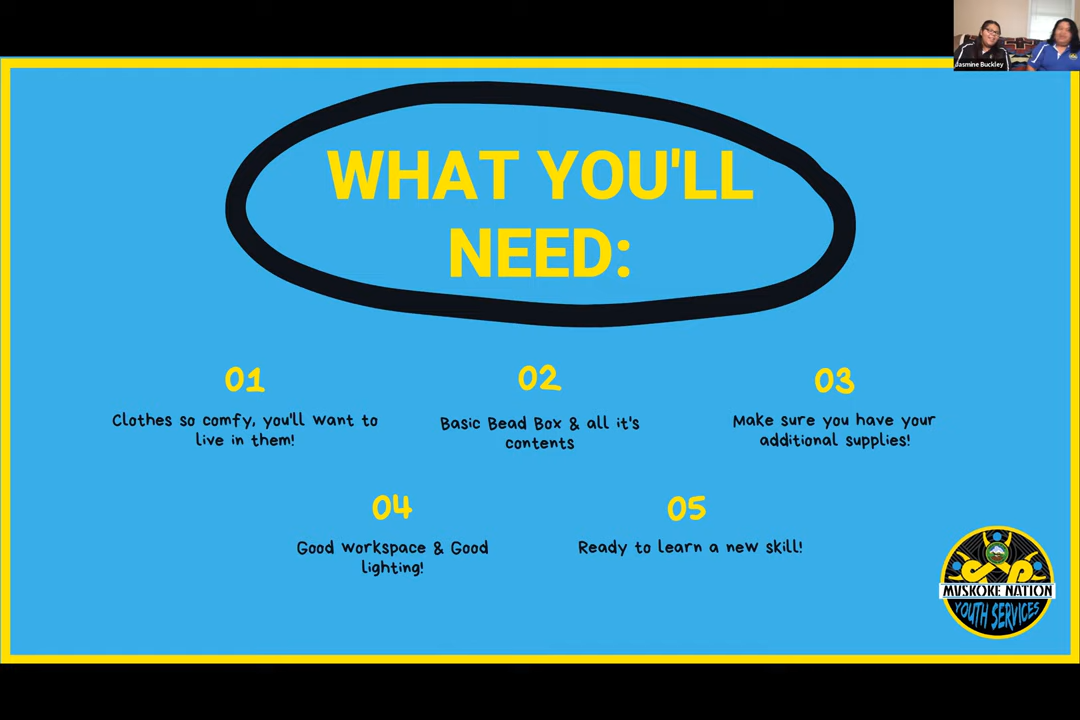 Jasmine Buckley
WHAT YOU'LL
NEED:
01
Clothes so comfy, you'll want to
live in them!
02
Basic Bead Box & all it's
contents
03
Make sure you have your
additional supplies!
04
Good workspace & Good
lighting!
05
Ready to learn a new skill!
MVSKOKE NATION
YOUTH SERVICES